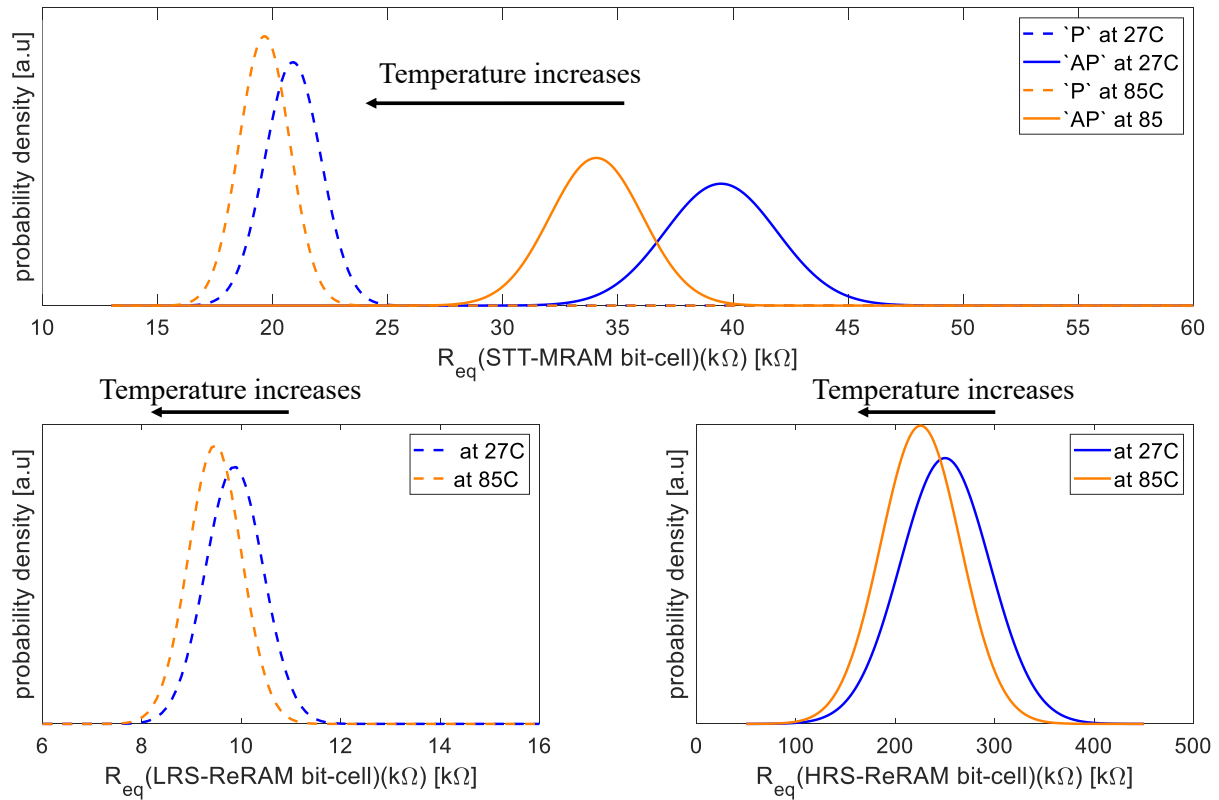 `P` at 27C
`AP` at 27C
`P` at 85C
`AP` at 85
Temperature increases
probability density [a.u]
10 15 20 25 30 35 40 45 50 55 60
R_eq(STT-MRAM bit-cell)(kΩ) [kΩ]
Temperature increases
at 27C
at 85C
probability density [a.u]
6 8 10 12 14 16
R_eq(LRS-ReRAM bit-cell)(kΩ) [kΩ]
Temperature increases
at 27C
at 85C
probability density [a.u]
0 100 200 300 400 500
R_eq(HRS-ReRAM bit-cell)(kΩ) [kΩ]